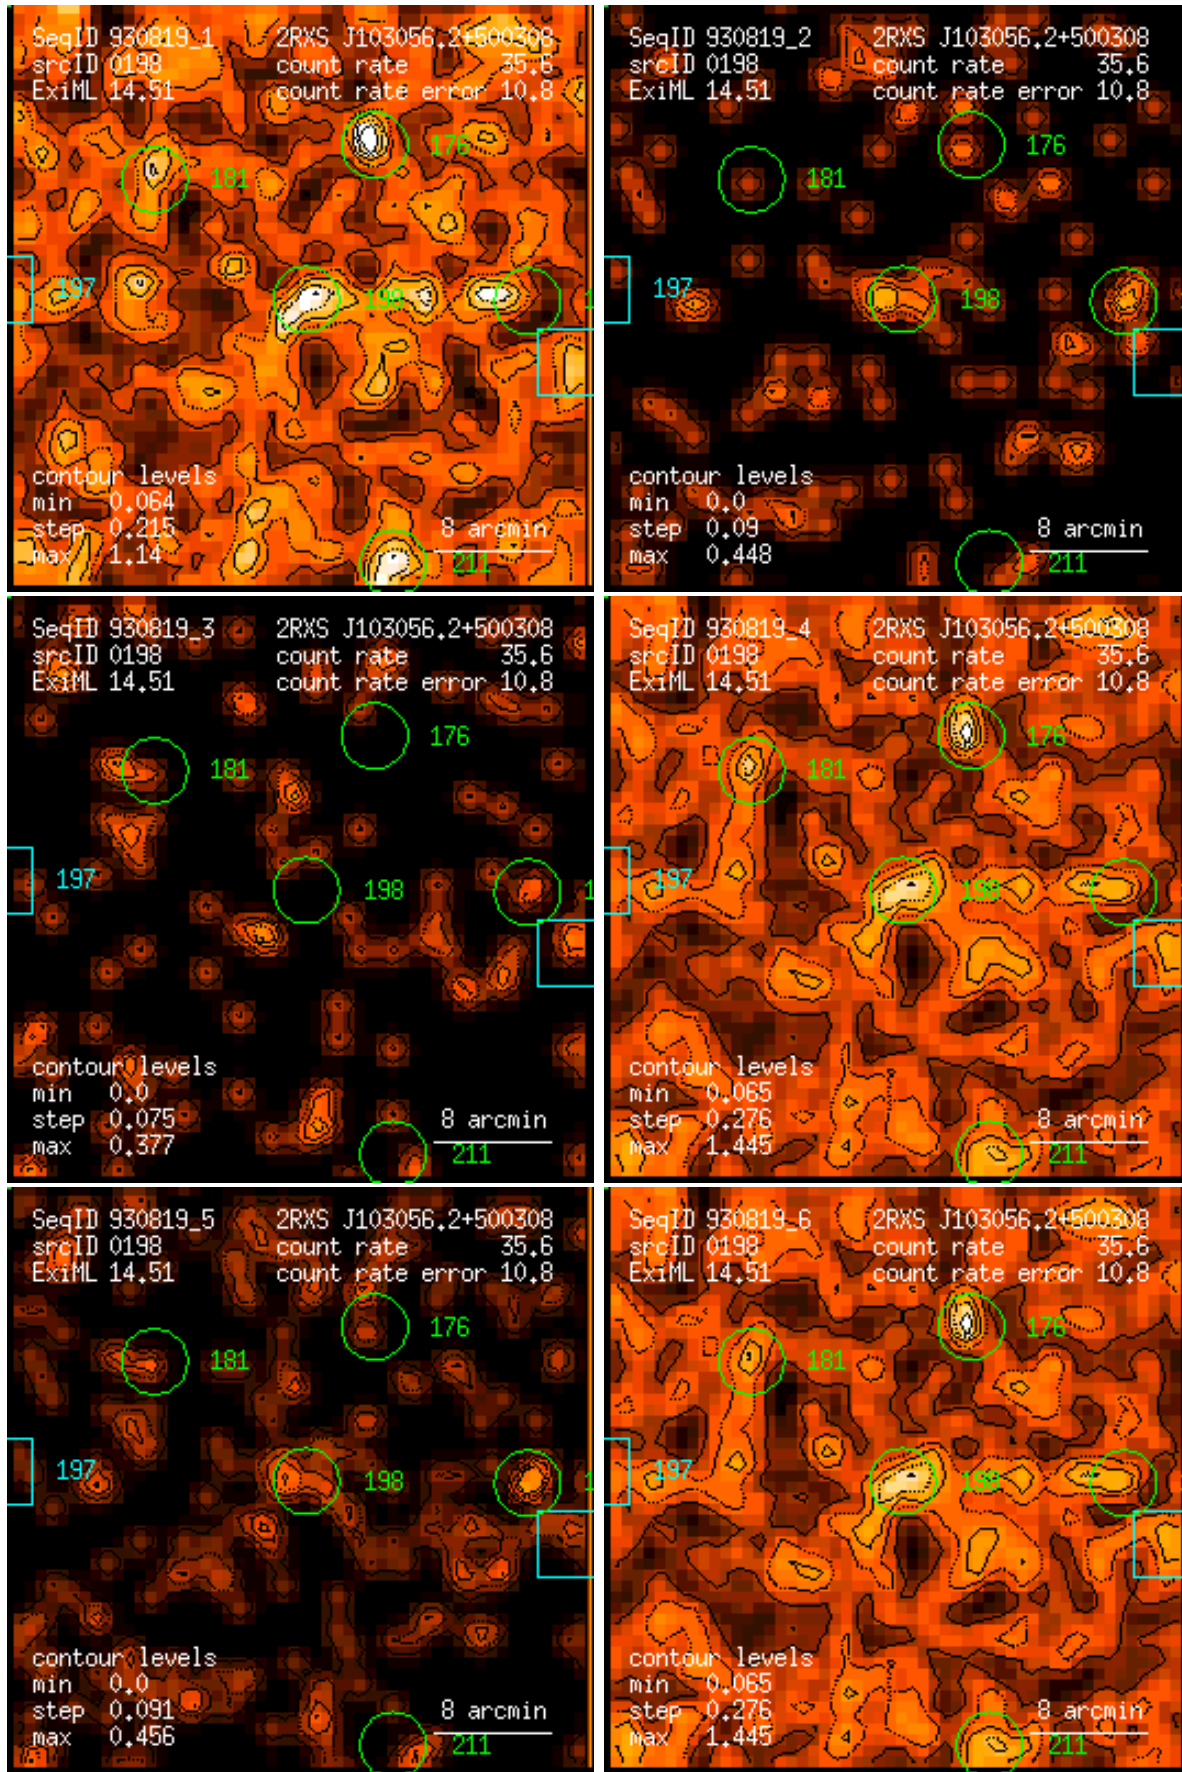 SeqID 930819_1 2RXS J103056.2+500308
srcID 0198 count rate 35.6
ExiML 14.51 count rate error 10.8
176
181
197 198 1
contour levels
min 0.064
step 0.215 8 arcmin
max 1.14 211
SeqID 930819_2 2RXS J103056.2+500308
srcID 0198 count rate 35.6
ExiML 14.51 count rate error 10.8
176
181
197 198
contour levels
min 0.0
step 0.09 8 arcmin
max 0.448 211
SeqID 930819_3 2RXS J103056.2+500308
srcID 0198 count rate 35.6
ExiML 14.51 count rate error 10.8
176
181
197 198 1
contour levels
min 0.0
step 0.075 8 arcmin
max 0.377 211
SeqID 930819_4 2RXS J103056.2+500308
srcID 0198 count rate 35.6
ExiML 14.51 count rate error 10.8
176
181
197 198
contour levels
min 0.065
step 0.276 8 arcmin
max 1.445 211
SeqID 930819_5 2RXS J103056.2+500308
srcID 0198 count rate 35.6
ExiML 14.51 count rate error 10.8
176
181
197 198 1
contour levels
min 0.0
step 0.091 8 arcmin
max 0.456 211
SeqID 930819_6 2RXS J103056.2+500308
srcID 0198 count rate 35.6
ExiML 14.51 count rate error 10.8
176
181
197 198
contour levels
min 0.065
step 0.276 8 arcmin
max 1.445 211